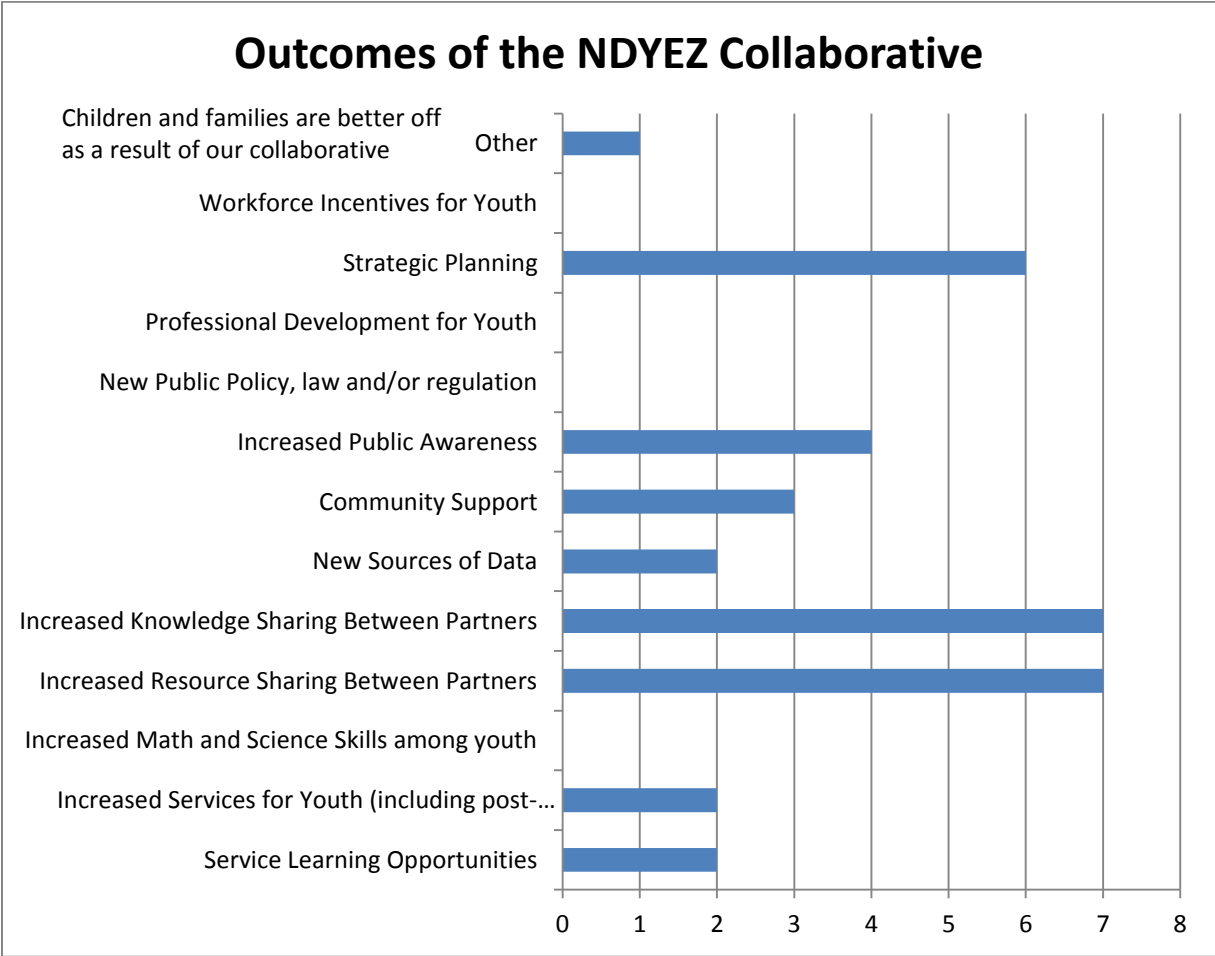 Outcomes of the NDYEZ Collaborative
Children and families are better off
as a result of our collaborative
Other
Workforce Incentives for Youth
Strategic Planning
Professional Development for Youth
New Public Policy, law and/or regulation
Increased Public Awareness
Community Support
New Sources of Data
Increased Knowledge Sharing Between Partners
Increased Resource Sharing Between Partners
Increased Math and Science Skills among youth
Increased Services for Youth (including post-...
Service Learning Opportunities
0 1 2 3 4 5 6 7 8